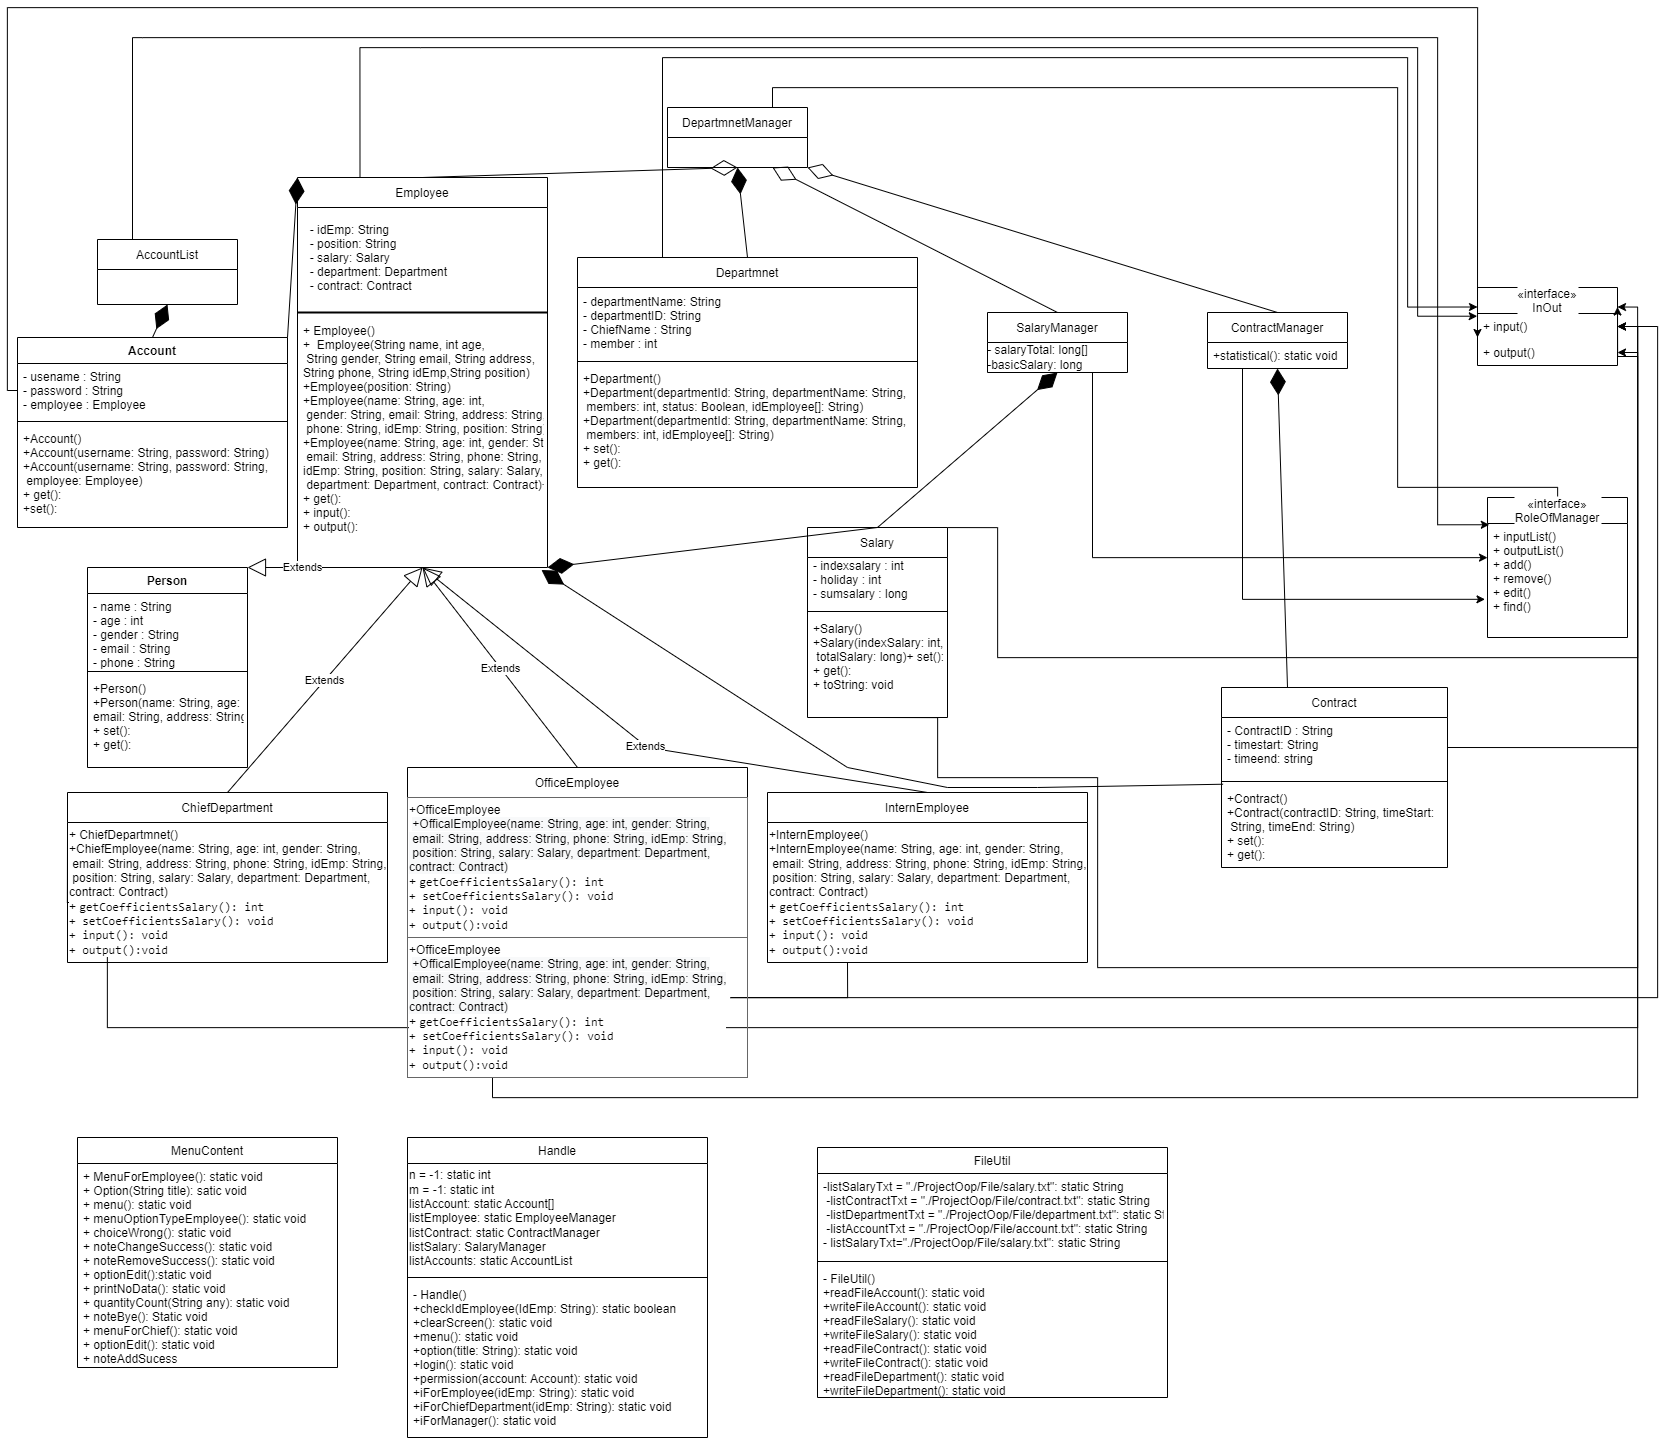 DepartmnetManager
Employee
- idEmp: String
- position: String
- salary: Salary
- department: Department
- contract: Contract
+ Employee()
+  Employee(String name, int age,
String gender, String email, String address,
String phone, String idEmp,String position)
+Employee(position: String)
+Employee(name: String, age: int,
gender: String, email: String, address: String
phone: String, idEmp: String, position: String
+Employee(name: String, age: int, gender: St
email: String, address: String, phone: String,
idEmp: String, position: String, salary: Salary,
department: Department, contract: Contract)
+ get():
+ input():
+ output():
AccountList
Account
- usename : String
- password : String
- employee : Employee
+Account()
+Account(username: String, password: String)
+Account(username: String, password: String,
employee: Employee)
+ get():
+set():
Departmnet
- departmentName: String
- departmentID: String
- ChiefName : String
- member : int
+Department()
+Department(departmentId: String, departmentName: String,
members: int, status: Boolean, idEmployee[]: String)
+Department(departmentId: String, departmentName: String,
members: int, idEmployee[]: String)
+ set():
+ get():
SalaryManager
- salaryTotal: long[]
-basicSalary: long
ContractManager
+statistical(): static void
«interface»
InOut
+ input()
+ output()
«interface»
RoleOfManager
+ inputList()
+ outputList()
+ add()
+ remove()
+ edit()
+ find()
Extends
Person
- name : String
- age : int
- gender : String
- email : String
- phone : String
+Person()
+Person(name: String, age:
email: String, address: String
+ set():
+ get():
Extends
Extends
Extends
Salary
- indexsalary : int
- holiday : int
- sumsalary : long
+Salary()
+Salary(indexSalary: int,
totalSalary: long)+ set():
+ get():
+ toString: void
Contract
- ContractID : String
- timestart: String
- timeend: string
+Contract()
+Contract(contractID: String, timeStart:
String, timeEnd: String)
+ set():
+ get():
ChiefDepartment
+ ChiefDepartmnet()
+ChiefEmployee(name: String, age: int, gender: String,
email: String, address: String, phone: String, idEmp: String,
position: String, salary: Salary, department: Department,
contract: Contract)
+ getCoefficientsSalary(): int
+ setCoefficientsSalary(): void
+ input(): void
+ output():void
OfficeEmployee
+OfficeEmployee
+OfficalEmployee(name: String, age: int, gender: String,
email: String, address: String, phone: String, idEmp: String,
position: String, salary: Salary, department: Department,
contract: Contract)
+ getCoefficientsSalary(): int
+ setCoefficientsSalary(): void
+ input(): void
+ output():void
+OfficeEmployee
+OfficalEmployee(name: String, age: int, gender: String,
email: String, address: String, phone: String, idEmp: String,
position: String, salary: Salary, department: Department,
contract: Contract)
+ getCoefficientsSalary(): int
+ setCoefficientsSalary(): void
+ input(): void
+ output():void
InternEmployee
+InternEmployee()
+InternEmployee(name: String, age: int, gender: String,
email: String, address: String, phone: String, idEmp: String,
position: String, salary: Salary, department: Department,
contract: Contract)
+ getCoefficientsSalary(): int
+ setCoefficientsSalary(): void
+ input(): void
+ output():void
MenuContent
+ MenuForEmployee(): static void
+ Option(String title): satic void
+ menu(): static void
+ menuOptionTypeEmployee(): static void
+ choiceWrong(): static void
+ noteChangeSuccess(): static void
+ noteRemoveSuccess(): static void
+ optionEdit():static void
+ printNoData(): static void
+ quantityCount(String any): static void
+ noteBye(): Static void
+ menuForChief(): static void
+ optionEdit(): static void
+ noteAddSucess
Handle
n = -1: static int
m = -1: static int
listAccount: static Account[]
listEmployee: static EmployeeManager
listContract: static ContractManager
listSalary: SalaryManager
listAccounts: static AccountList
- Handle()
+checkIdEmployee(IdEmp: String): static boolean
+clearScreen(): static void
+menu(): static void
+option(title: String): static void
+login(): static void
+permission(account: Account): static void
+iForEmployee(idEmp: String): static void
+iForChiefDepartment(idEmp: String): static void
+iForManager(): static void
FileUtil
-listSalaryTxt = "./ProjectOop/File/salary.txt": static String
-listContractTxt = "./ProjectOop/File/contract.txt": static String
-listDepartmentTxt = "./ProjectOop/File/department.txt": static St
-listAccountTxt = "./ProjectOop/File/account.txt": static String
- listSalaryTxt="./ProjectOop/File/salary.txt": static String
- FileUtil()
+readFileAccount(): static void
+writeFileAccount(): static void
+readFileSalary(): static void
+writeFileSalary(): static void
+readFileContract(): static void
+writeFileContract(): static void
+readFileDepartment(): static void
+writeFileDepartment(): static void